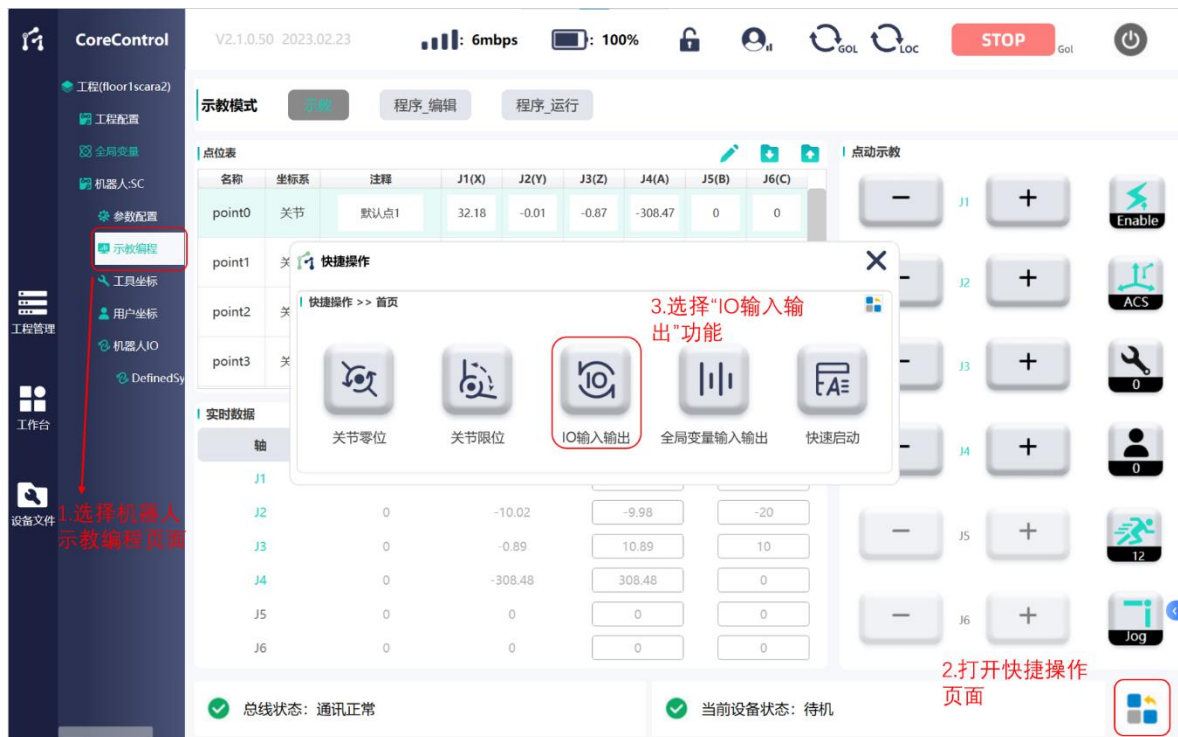 CoreControl
V2.1.0.50 2023.02.23
: 6mbps
: 100%
GOL
LOC
STOP
Gol
工程(floor1scara2)
工程配置
全局变量
机器人:SC
参数配置
示教编程
工具坐标
用户坐标
机器人IO
DefinedSy
工程管理
工作台
设备文件
1.选择机器人
示教编程页面
示教模式
示教
程序_编辑
程序_运行
点位表
名称 坐标系 注释 J1(X) J2(Y) J3(Z) J4(A) J5(B) J6(C)
point0 关节 默认点1 32.18 -0.01 -0.87 -308.47 0 0
point1 关
point2 关
point3 关
快捷操作
快捷操作 >> 首页
3.选择“IO输入输
出”功能
IO
关节零位
关节限位
IO输入输出
全局变量输入输出
快速启动
实时数据
轴
J1
J2 0 -10.02 -9.98 -20
J3 0 -0.89 10.89 10
J4 0 -308.48 308.48 0
J5 0 0 0 0
J6 0 0 0 0
点动示教
− J1 +
Enable
− J2 +
ACS
− J3 +
0
− J4 +
0
− J5 +
12
− J6 +
Jog
2.打开快捷操作
页面
总线状态：通讯正常
当前设备状态：待机